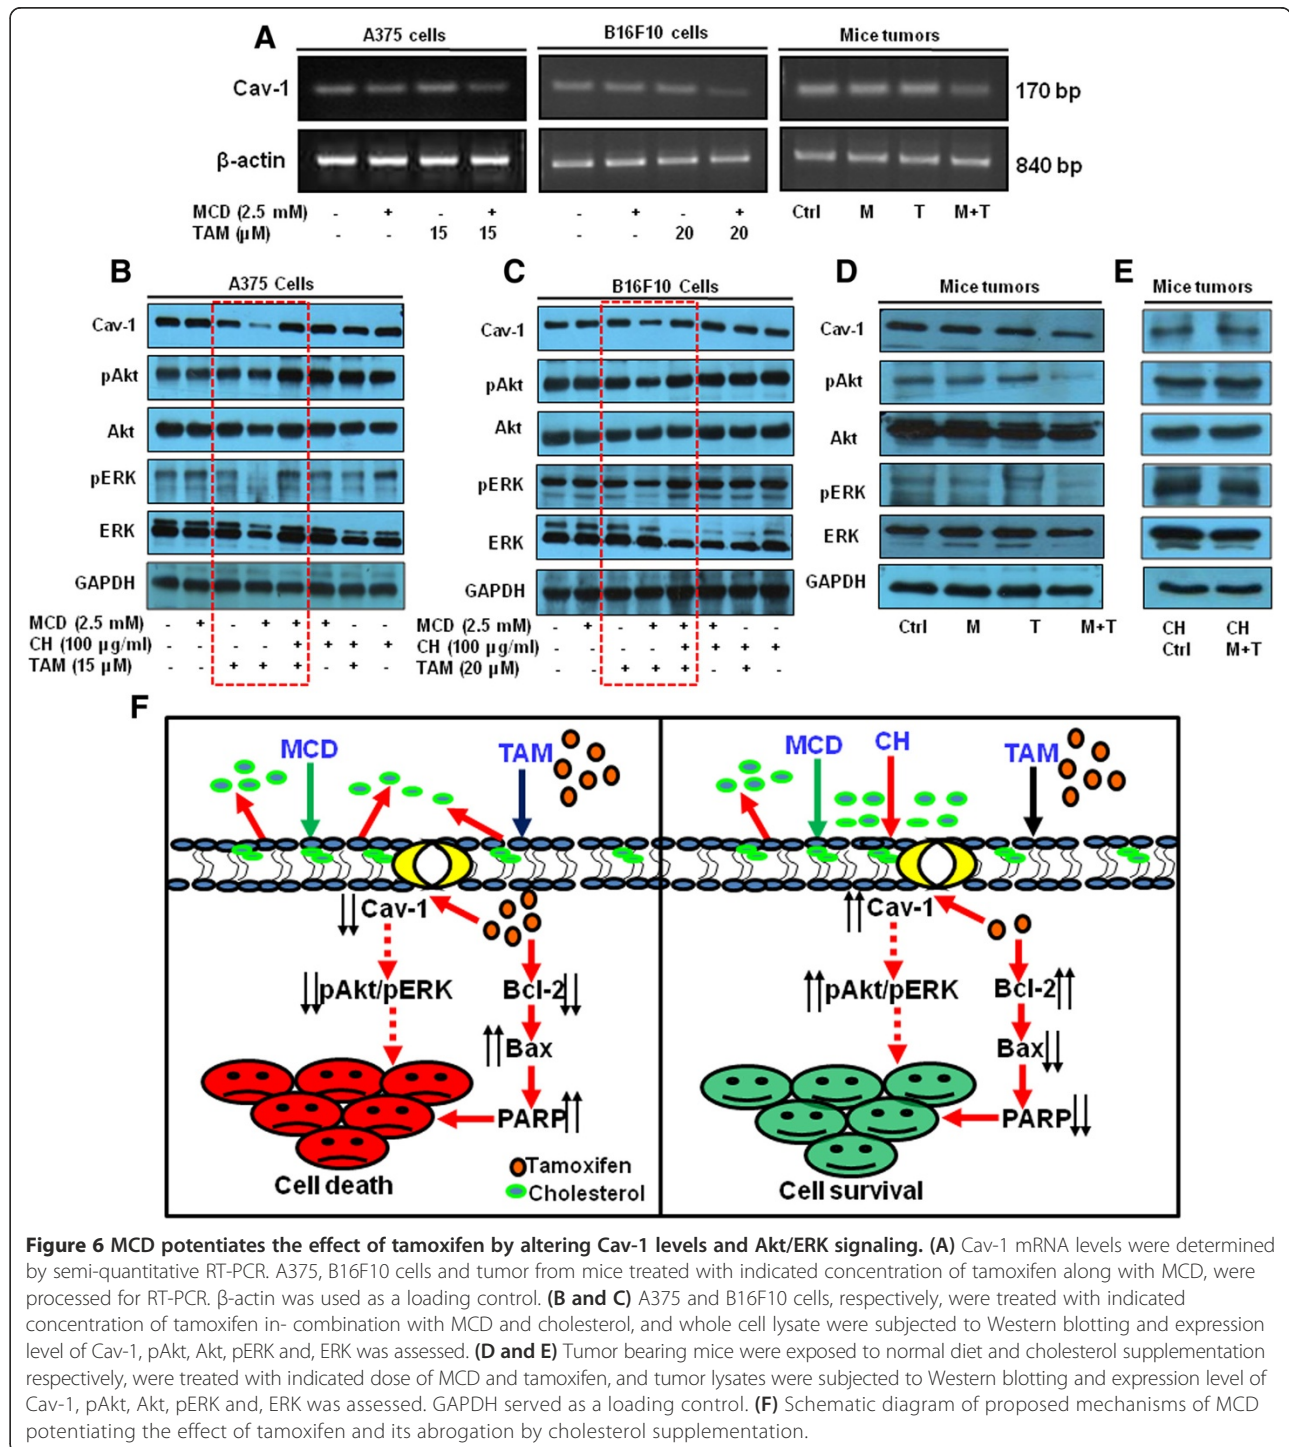 A
A375 cells
B16F10 cells
Mice tumors
Cav-1
170 bp
β-actin
840 bp
MCD (2.5 mM) - + - + - + - + Ctrl M T M+T
TAM (µM) - - 15 15 - - 20 20
B
A375 Cells
Cav-1
pAkt
Akt
pERK
ERK
GAPDH
MCD (2.5 mM) - + - + + + - -
CH (100 µg/ml) - - - - + + + +
TAM (15 µM) - - + + + - + -
C
B16F10 Cells
Cav-1
pAkt
Akt
pERK
ERK
GAPDH
MCD (2.5 mM) - + - + + + - -
CH (100 µg/ml) - - - - + + + +
TAM (20 µM) - - + + + - + -
D
Mice tumors
Cav-1
pAkt
Akt
pERK
ERK
GAPDH
Ctrl M T M+T
E
Mice tumors
CH CH
Ctrl M+T
F
MCD
TAM
Cav-1
pAkt/pERK
Bcl-2
Bax
PARP
Cell death
Tamoxifen
Cholesterol
MCD
CH
TAM
Cav-1
pAkt/pERK
Bcl-2
Bax
PARP
Cell survival
Figure 6 MCD potentiates the effect of tamoxifen by altering Cav-1 levels and Akt/ERK signaling. (A) Cav-1 mRNA levels were determined
by semi-quantitative RT-PCR. A375, B16F10 cells and tumor from mice treated with indicated concentration of tamoxifen along with MCD, were
processed for RT-PCR. β-actin was used as a loading control. (B and C) A375 and B16F10 cells, respectively, were treated with indicated
concentration of tamoxifen in- combination with MCD and cholesterol, and whole cell lysate were subjected to Western blotting and expression
level of Cav-1, pAkt, Akt, pERK and, ERK was assessed. (D and E) Tumor bearing mice were exposed to normal diet and cholesterol supplementation
respectively, were treated with indicated dose of MCD and tamoxifen, and tumor lysates were subjected to Western blotting and expression level of
Cav-1, pAkt, Akt, pERK and, ERK was assessed. GAPDH served as a loading control. (F) Schematic diagram of proposed mechanisms of MCD
potentiating the effect of tamoxifen and its abrogation by cholesterol supplementation.